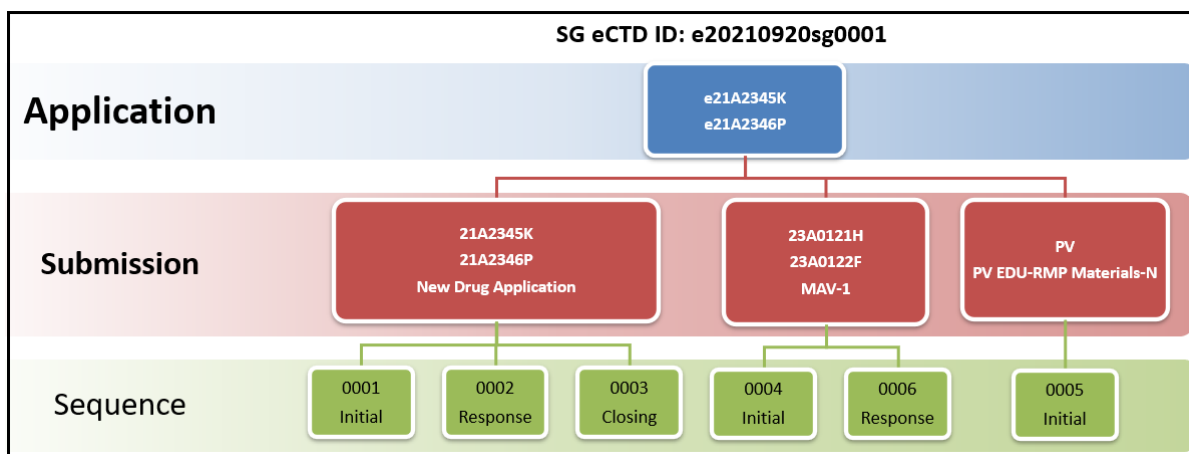 SG eCTD ID: e20210920sg0001
Application
e21A2345K
e21A2346P
Submission
21A2345K
21A2346P
New Drug Application
23A0121H
23A0122F
MAV-1
PV
PV EDU-RMP Materials-N
Sequence
0001
Initial
0002
Response
0003
Closing
0004
Initial
0006
Response
0005
Initial